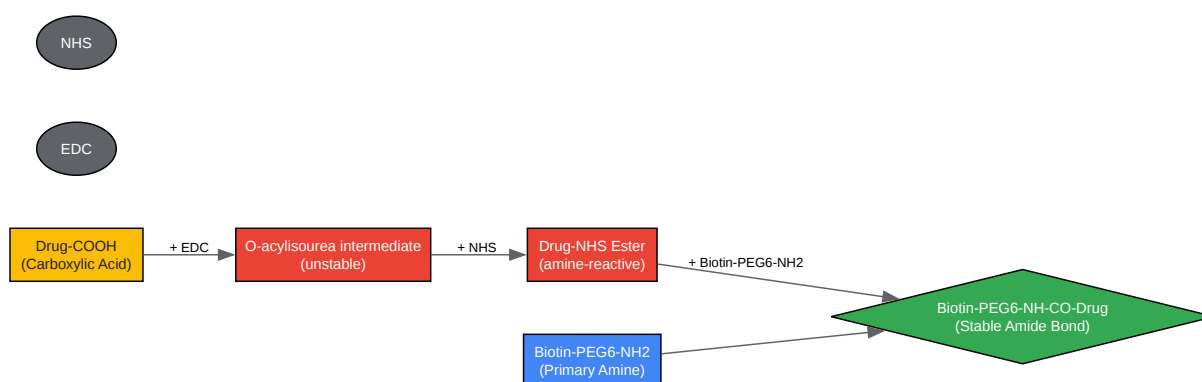 NHS
EDC
Drug-COOH
(Carboxylic Acid)
+ EDC
O-acylisourea intermediate
(unstable)
+ NHS
Drug-NHS Ester
(amine-reactive)
+ Biotin-PEG6-NH2
Biotin-PEG6-NH-CO-Drug
(Stable Amide Bond)
Biotin-PEG6-NH2
(Primary Amine)